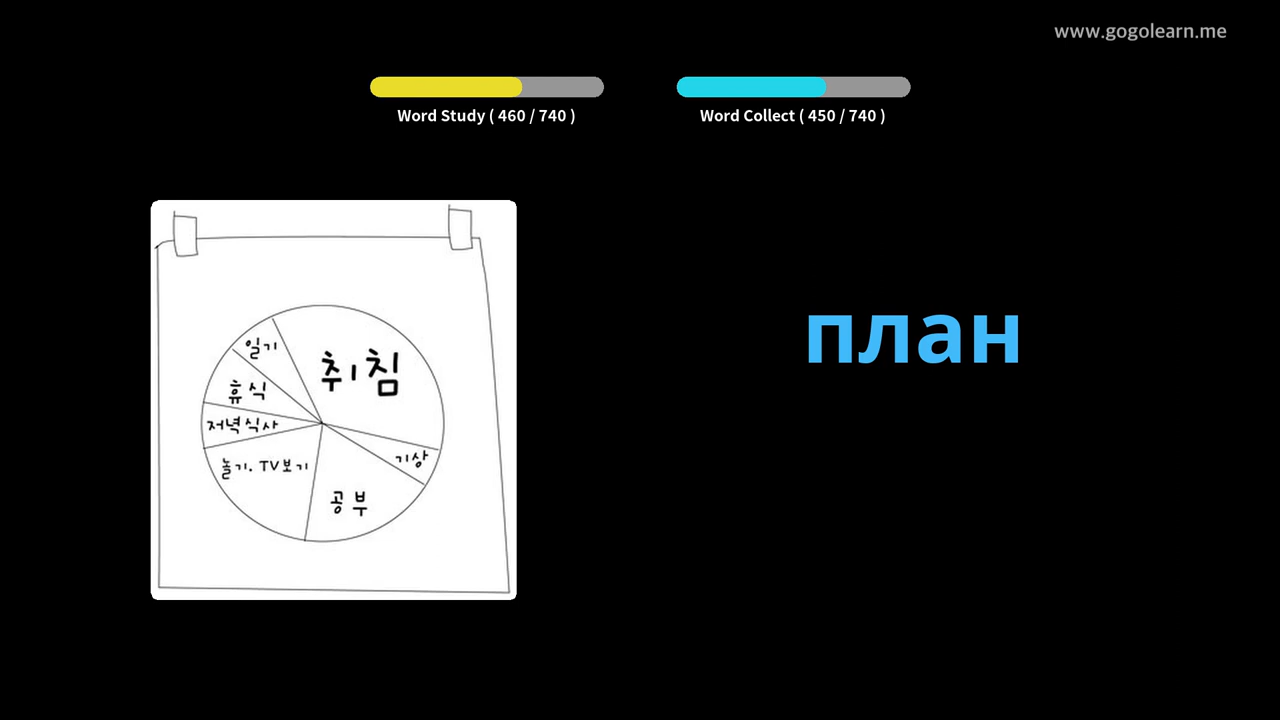 www.gogolearn.me
Word Study ( 460 / 740 )
Word Collect ( 450 / 740 )
план
일기
취침
휴식
저녁식사
놀기. TV보기
기상
공부